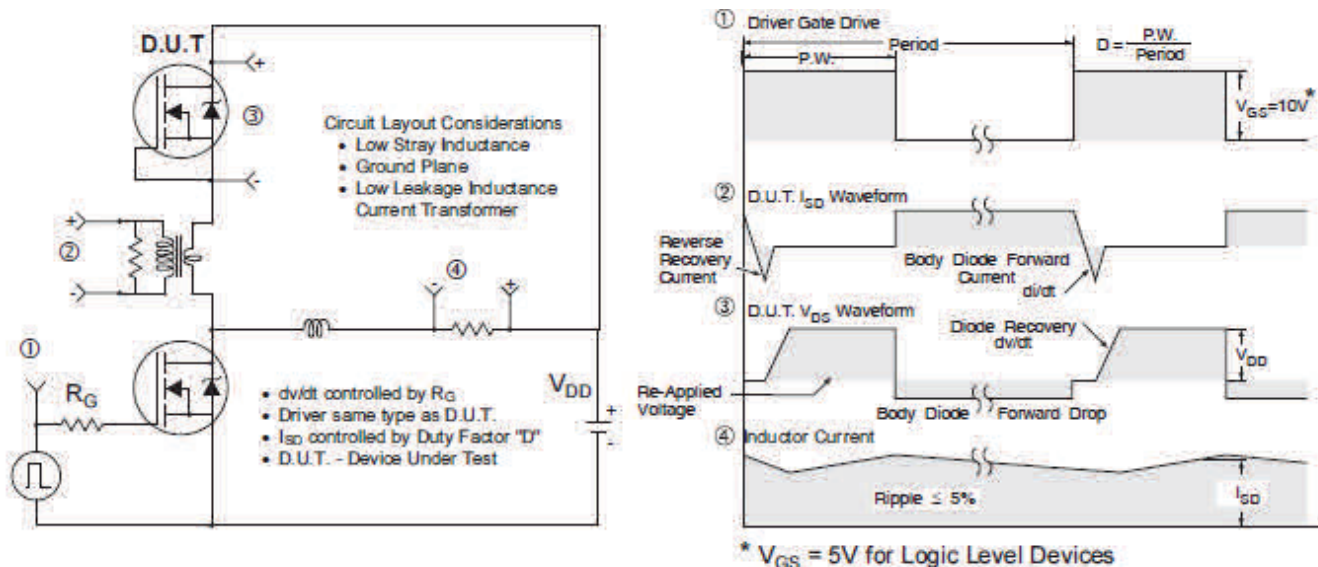 D.U.T
+
③
-
Circuit Layout Considerations
• Low Stray Inductance
• Ground Plane
• Low Leakage Inductance
Current Transformer
+
②
-
④
-
+
①
RG
VDD
+
-
• dv/dt controlled by RG
• Driver same type as D.U.T.
• ISD controlled by Duty Factor "D"
• D.U.T. - Device Under Test
① Driver Gate Drive
Period
P.W.
D = P.W. / Period
VGS=10V*
② D.U.T. ISD Waveform
Reverse
Recovery
Current
Body Diode Forward
Current
di/dt
③ D.U.T. VDS Waveform
Diode Recovery
dv/dt
VDD
Re-Applied
Voltage
Body Diode Forward Drop
④ Inductor Current
Ripple ≤ 5%
ISD
* VGS = 5V for Logic Level Devices